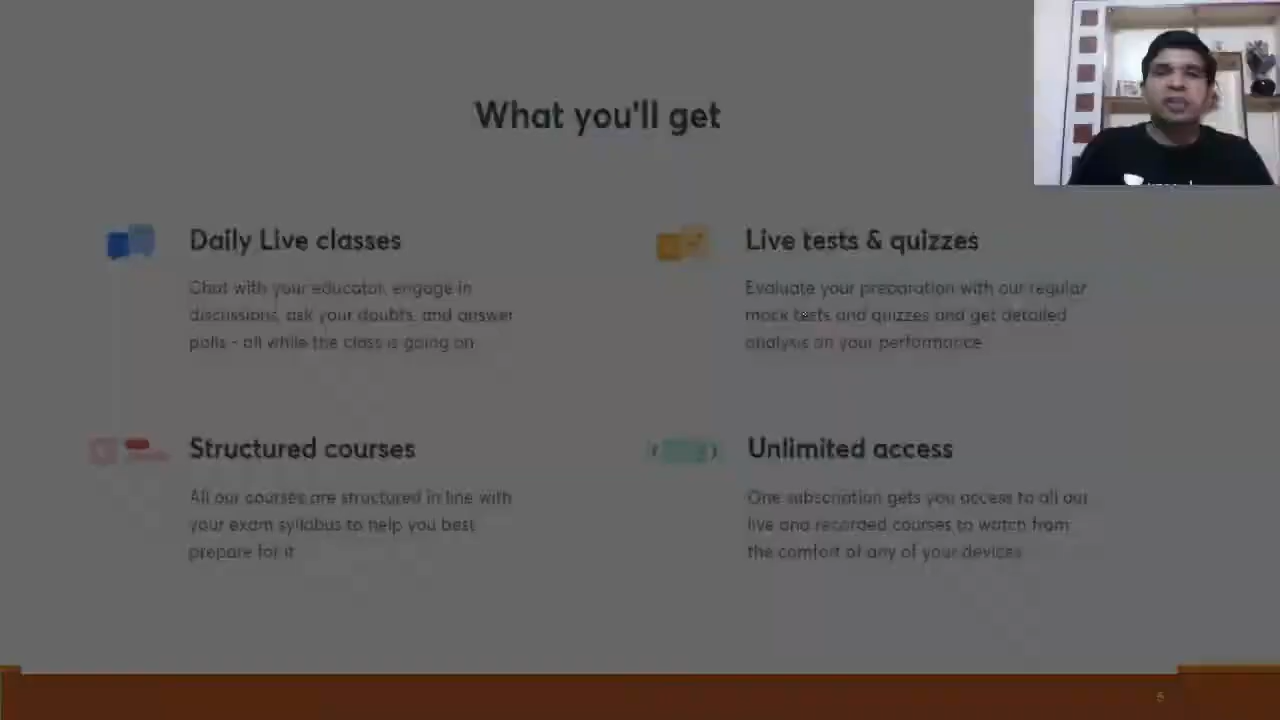 What you'll get
Daily Live classes
Chat with your educator, engage in
discussions, ask your doubts, and answer
polls - all while the class is going on
Live tests & quizzes
Evaluate your preparation with our regular
mock tests and quizzes and get detailed
analysis on your performance
Structured courses
All our courses are structured in line with
your exam syllabus to help you best
prepare for it
Unlimited access
One subscription gets you access to all our
live and recorded courses to watch from
the comfort of any of your devices
5